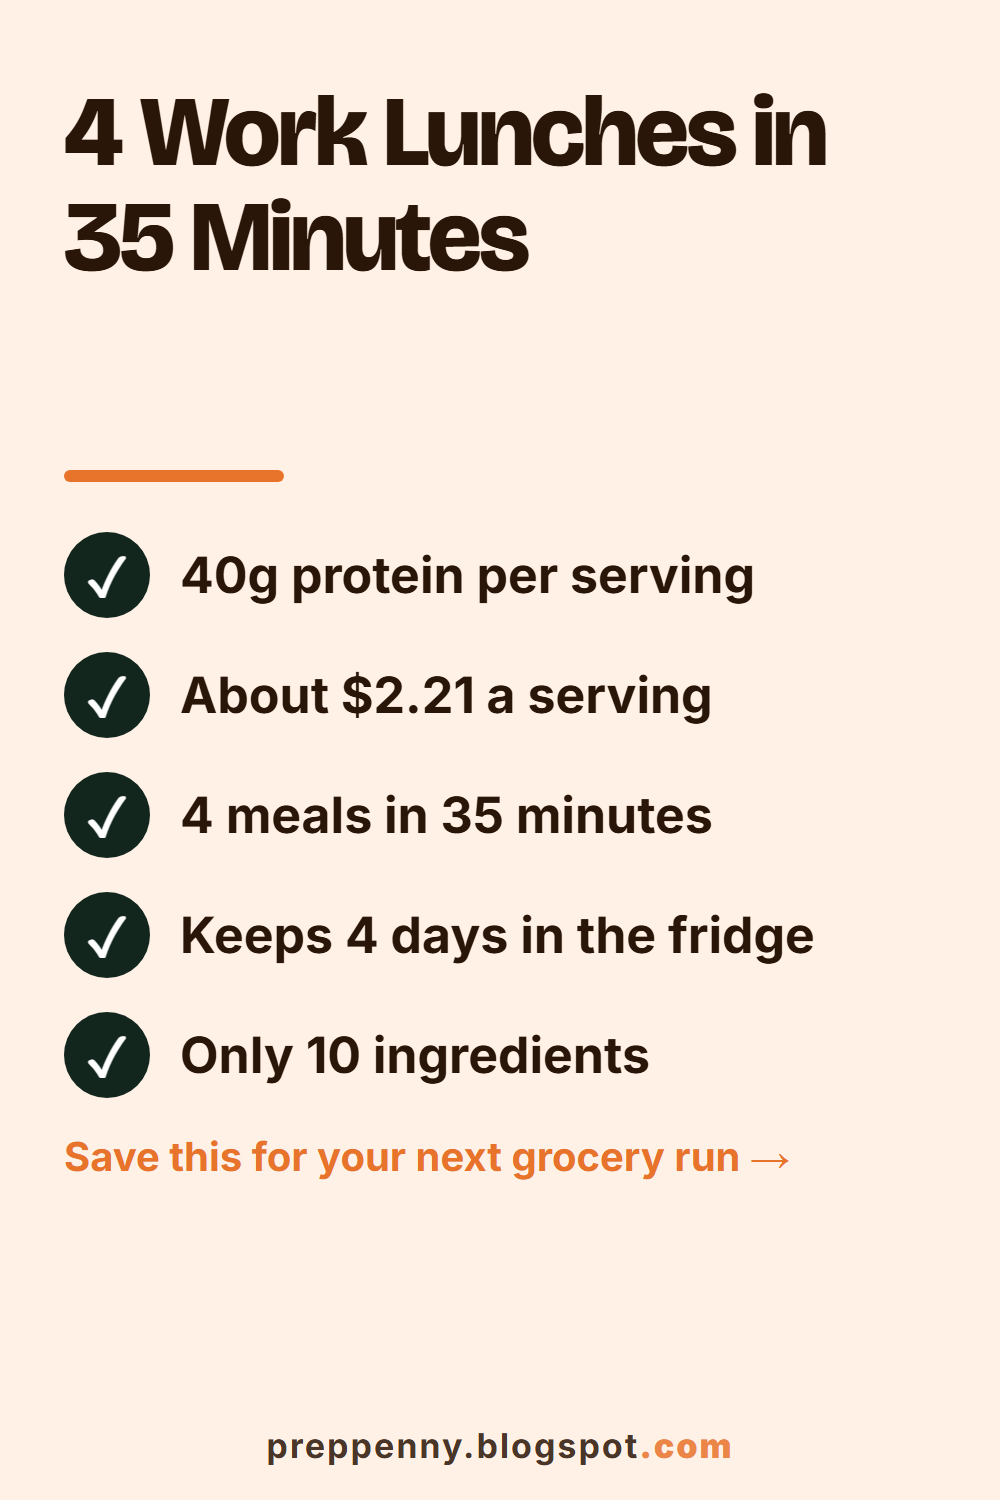 4 Work Lunches in
35 Minutes
✓ 40g protein per serving
✓ About $2.21 a serving
✓ 4 meals in 35 minutes
✓ Keeps 4 days in the fridge
✓ Only 10 ingredients
Save this for your next grocery run →
preppenny.blogspot.com